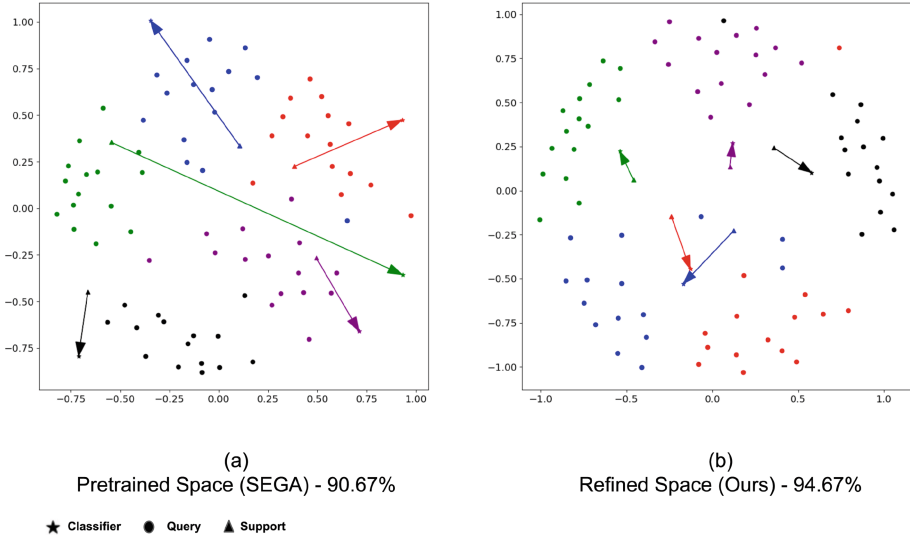 1.00
0.75
0.50
0.25
0.00
−0.25
−0.50
−0.75
−0.75 −0.50 −0.25 0.00 0.25 0.50 0.75 1.00
(a)
Pretrained Space (SEGA) - 90.67%
1.00
0.75
0.50
0.25
0.00
−0.25
−0.50
−0.75
−1.00
−1.0 −0.5 0.0 0.5 1.0
(b)
Refined Space (Ours) - 94.67%
Classifier Query Support